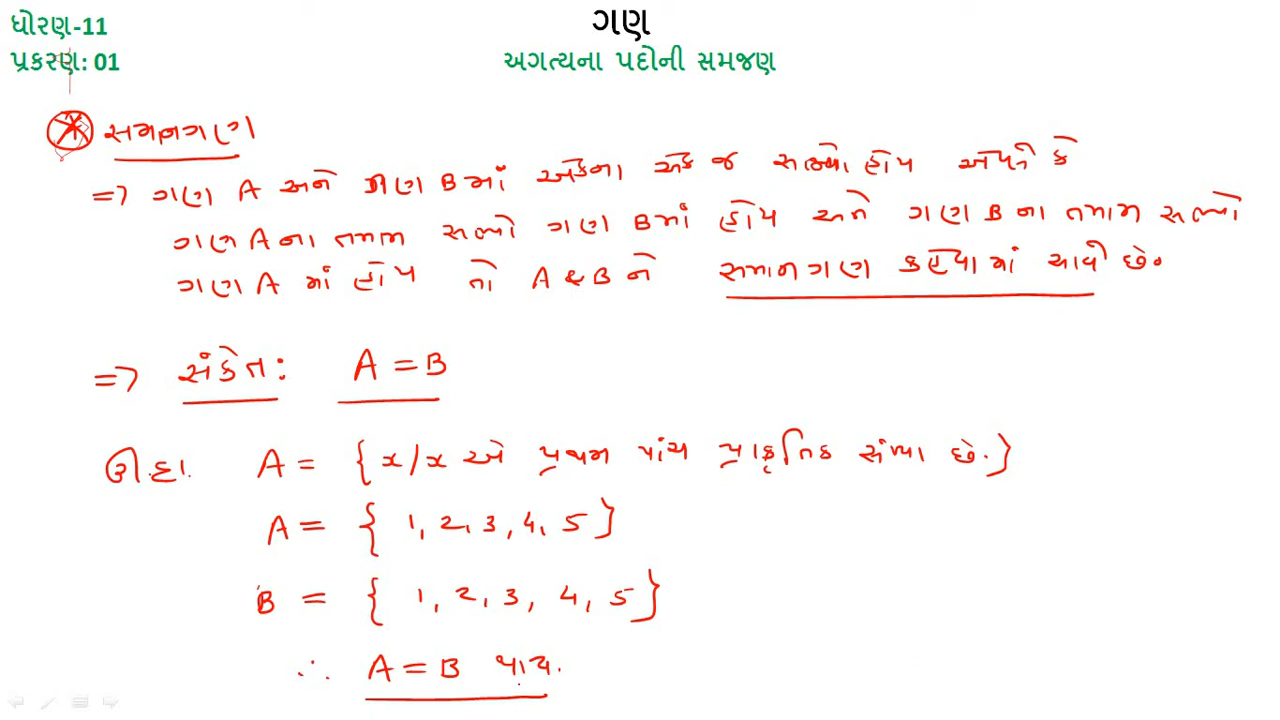 ધોરણ-11
ગણ
પ્રકરણ: 01
અગત્યના પદોની સમજણ
સમાનગણ
=> ગણ A અને ગણ B માં એકના એક જ સભ્યો હોય એટલે કે
ગણ A ના તમામ સભ્યો ગણ B માં હોય અને ગણ B ના તમામ સભ્યો
ગણ A માં હોય તો A & B ને સમાનગણ કહેવામાં આવે છે.
=> સંકેત: A = B
ઊદા. A = {x/x એ પ્રથમ પાંચ પ્રાકૃતિક સંખ્યા છે.}
A = { 1, 2, 3, 4, 5 }
B = { 1, 2, 3, 4, 5 }
∴ A = B થાય.